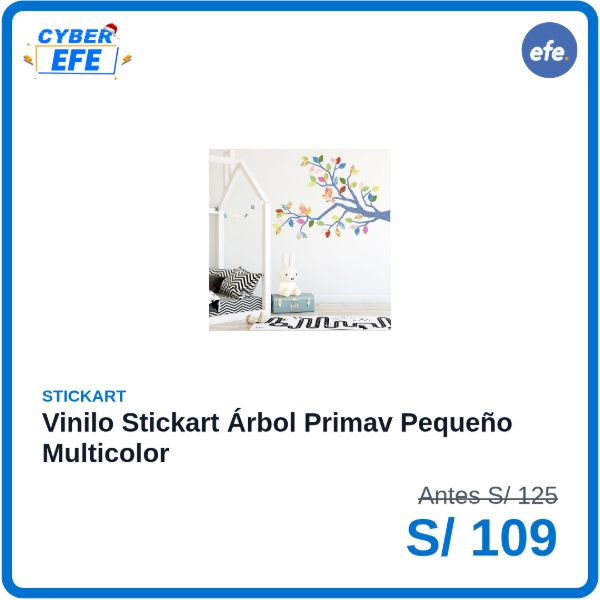 CYBER
EFE
efe.
STICKART
Vinilo Stickart Árbol Primav Pequeño
Multicolor
Antes S/ 125
S/ 109